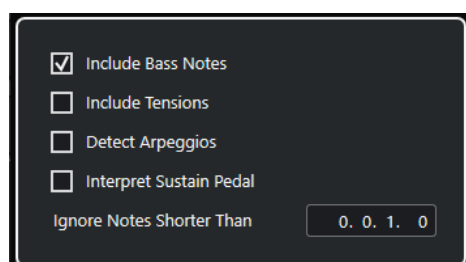 Include Bass Notes
Include Tensions
Detect Arpeggios
Interpret Sustain Pedal
Ignore Notes Shorter Than 0. 0. 1. 0